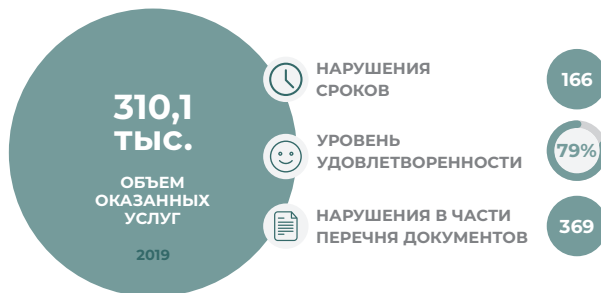 310,1
тыс.
ОБЪЕМ
ОКАЗАННЫХ
УСЛУГ
2019
НАРУШЕНИЯ
СРОКОВ
166
УРОВЕНЬ
УДОВЛЕТВОРЕННОСТИ
79%
НАРУШЕНИЯ В ЧАСТИ
ПЕРЕЧНЯ ДОКУМЕНТОВ
369